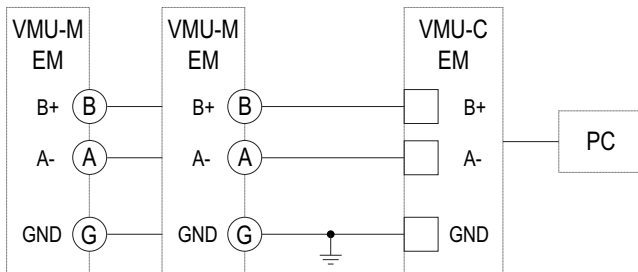 VMU-M VMU-M VMU-C
EM EM EM
B+ B B+ B B+
A- A A- A A- PC
GND G GND G GND